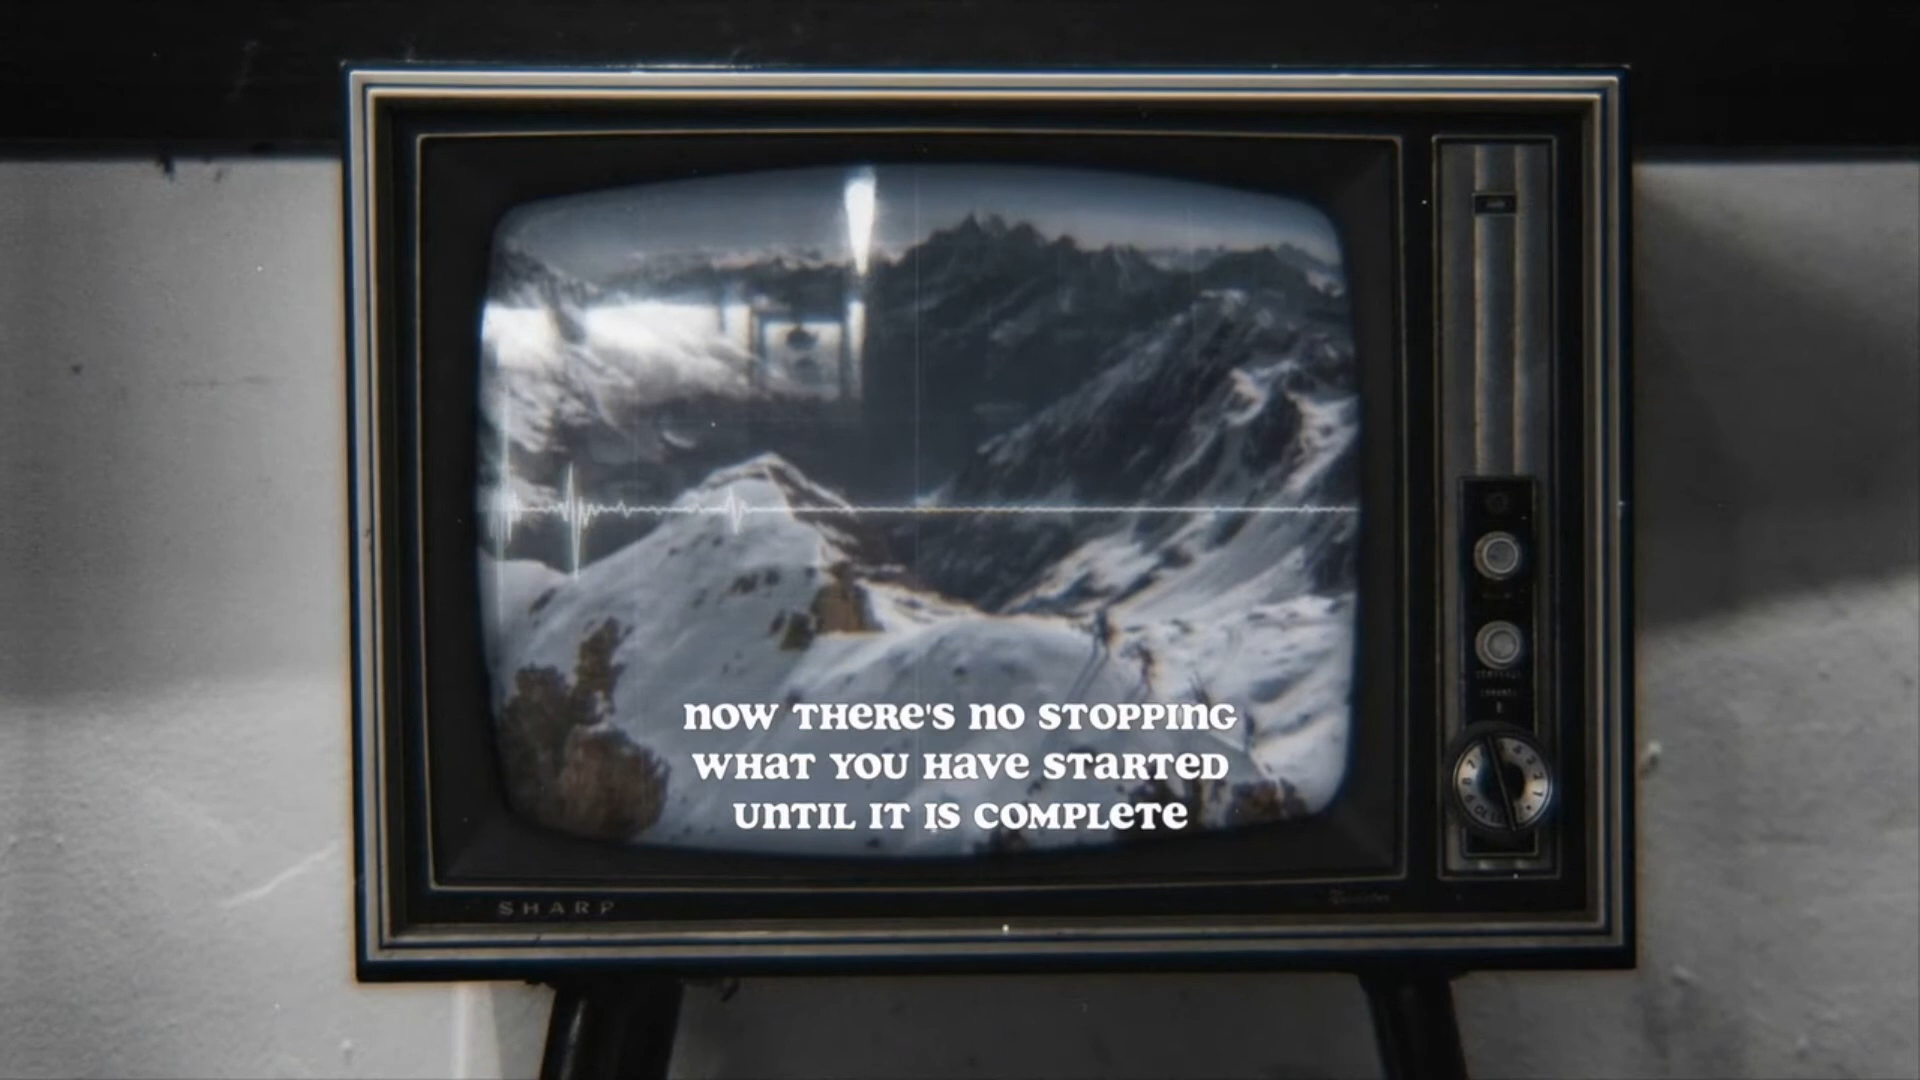 NOW THERE'S NO STOPPING
WHAT YOU HAVE STARTED
UNTIL IT IS COMPLETE
SHARP